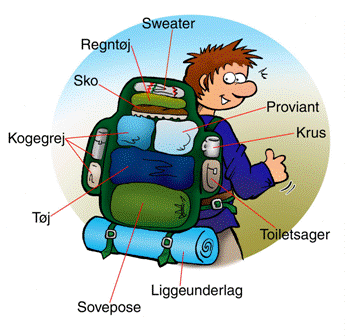 Sweater
Regntøj
Sko
Proviant
Krus
Kogegrej
Tøj
Toiletsager
Liggeunderlag
Sovepose